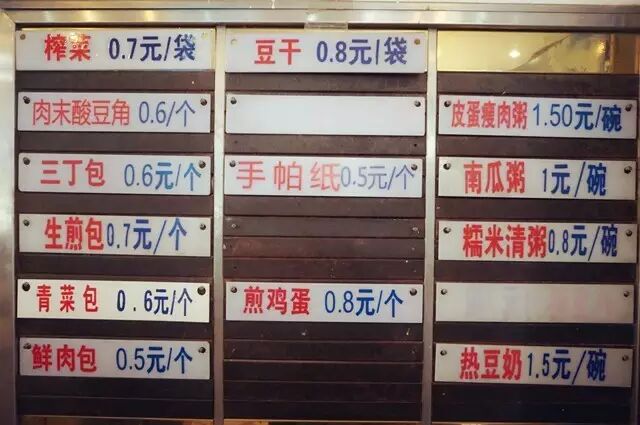 榨菜 0.7元/袋
肉末酸豆角 0.6/个
三丁包 0.6元/个
生煎包 0.7元/个
青菜包 0.6元/个
鲜肉包 0.5元/个
豆干 0.8元/袋
手帕纸 0.5元/个
煎鸡蛋 0.8元/个
皮蛋瘦肉粥 1.50元/碗
南瓜粥 1元/碗
糯米清粥 0.8元/碗
热豆奶 1.5元/碗